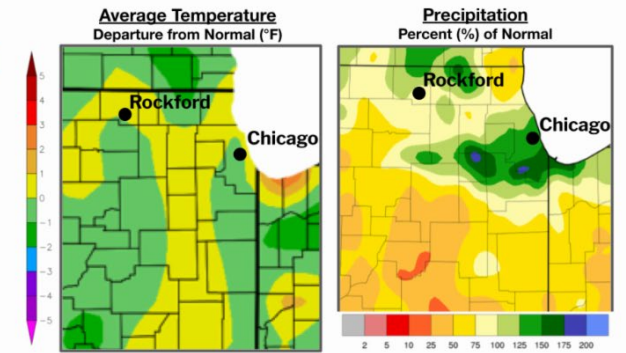 Average Temperature
Departure from Normal (°F)
Precipitation
Percent (%) of Normal
5
4
3
2
1
0
-1
-2
-3
-4
-5
Rockford
Chicago
Rockford
Chicago
2 5 10 25 50 75 100 125 150 175 200